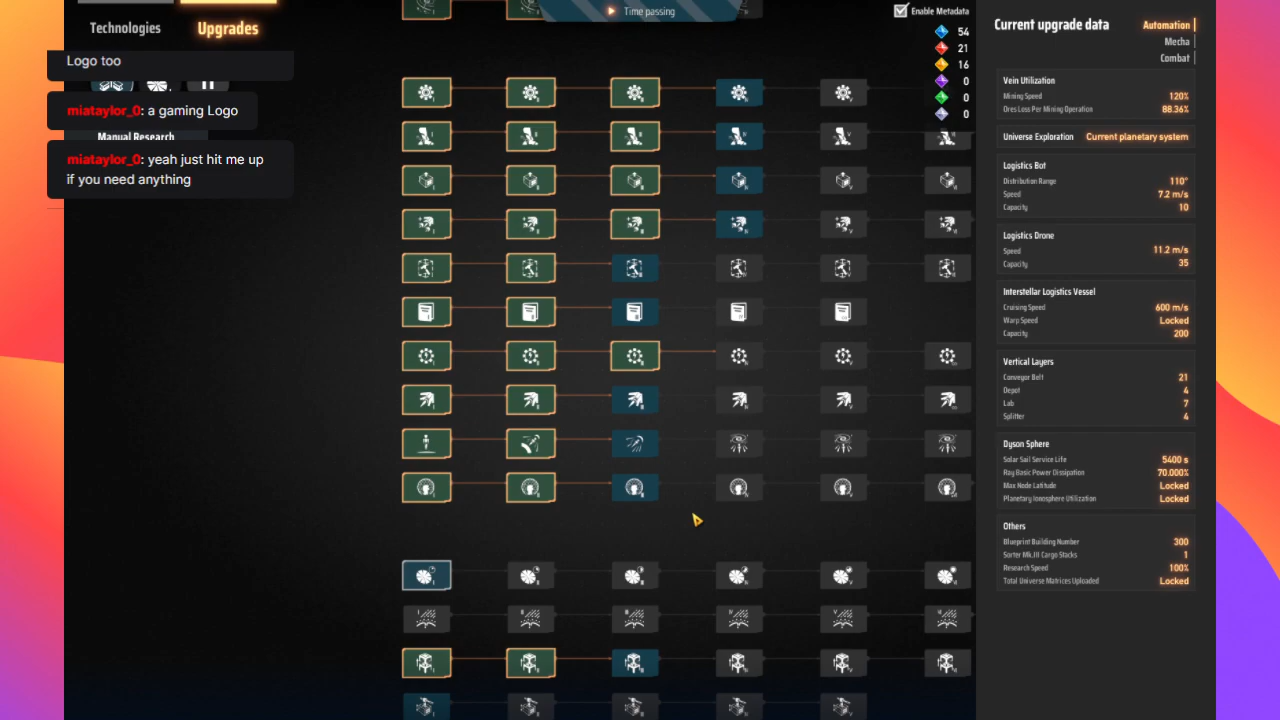 Technologies
Upgrades
Time passing
Enable Metadata
54
21
16
0
0
0
Logo too
miataylor_0: a gaming Logo
Manual Research
miataylor_0: yeah just hit me up
if you need anything
Current upgrade data
Automation
Mecha
Combat
Vein Utilization
Mining Speed 120%
Ores Loss Per Mining Operation 88.36%
Universe Exploration Current planetary system
Logistics Bot
Distribution Range 110°
Speed 7.2 m/s
Capacity 10
Logistics Drone
Speed 11.2 m/s
Capacity 35
Interstellar Logistics Vessel
Cruising Speed 600 m/s
Warp Speed Locked
Capacity 200
Vertical Layers
Conveyor Belt 21
Depot 4
Lab 7
Splitter 4
Dyson Sphere
Solar Sail Service Life 5400 s
Ray Basic Power Dissipation 70.000%
Max Node Latitude Locked
Planetary Ionosphere Utilization Locked
Others
Blueprint Building Number 300
Sorter Mk.III Cargo Stacks 1
Research Speed 100%
Total Universe Matrices Uploaded Locked